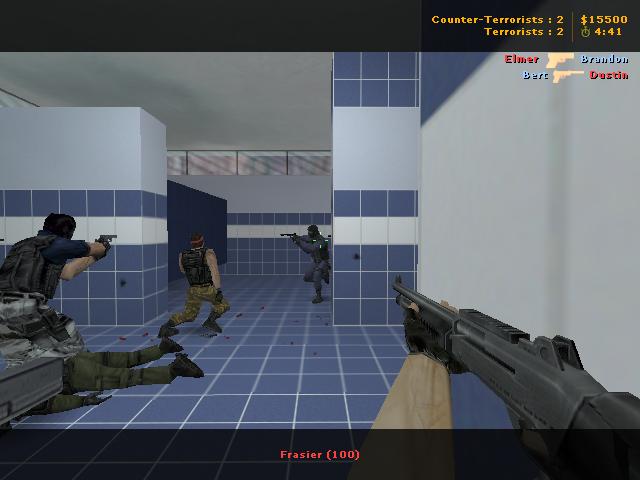 Counter-Terrorists : 2 $15500
Terrorists : 2 4:41
Elmer Brandon
Bert Dustin
Frasier (100)